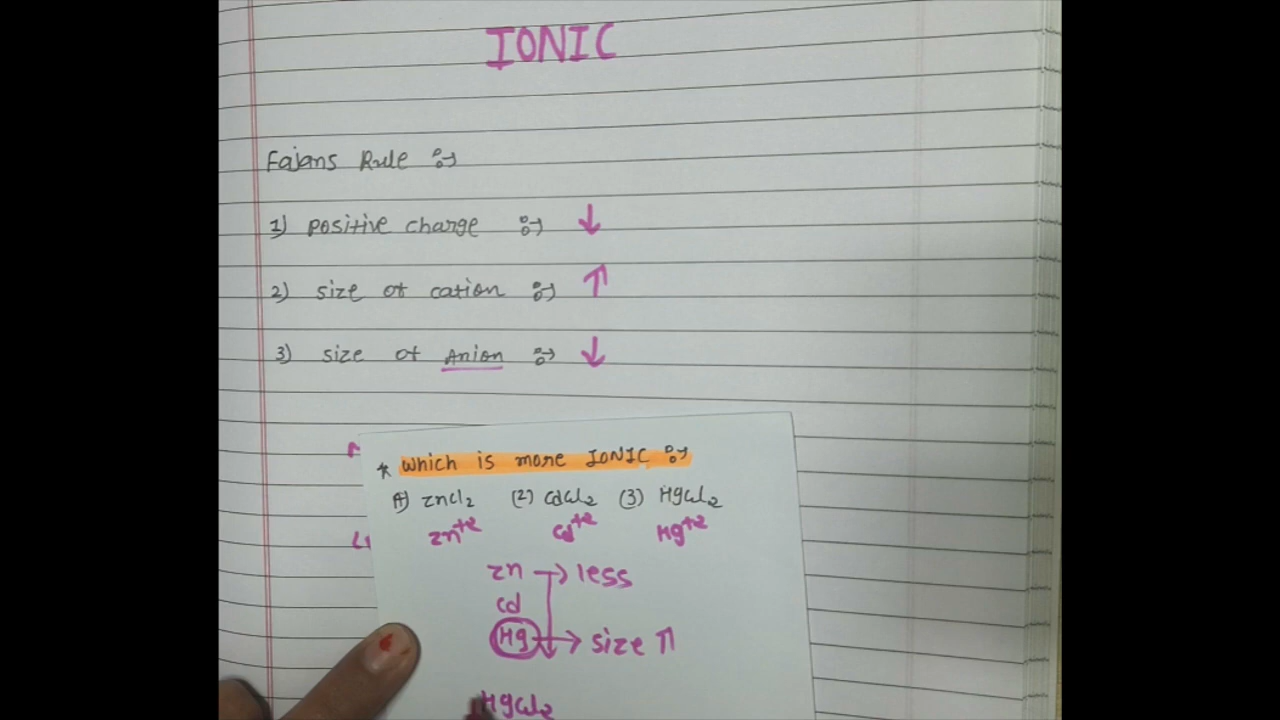 IONIC
Fajans Rule :→
1) positive charge :→ ↓
2) size of cation :→ ↑
3) size of Anion :→ ↓
* Which is more IONIC :→
A) ZnCl2 (2) CdCl2 (3) HgCl2
Zn+2 Cd+2 Hg+2
Zn → less
Cd
Hg → size ↑
HgCl2